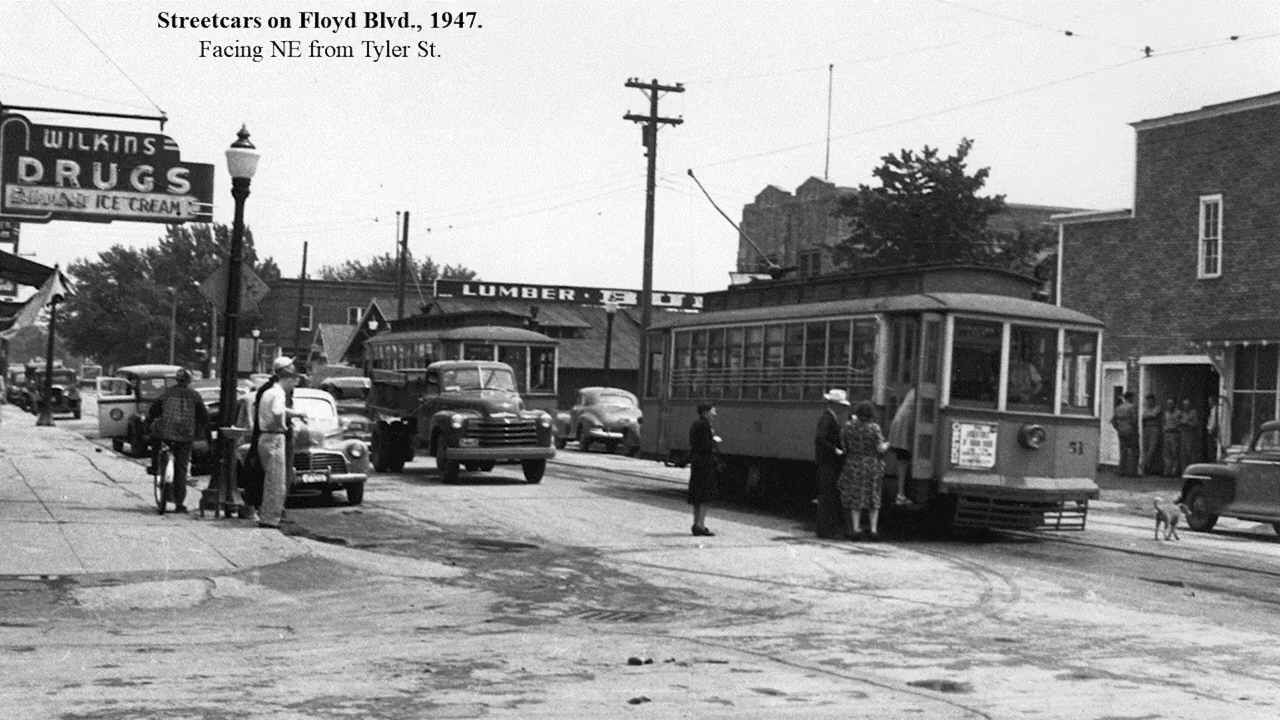 Streetcars on Floyd Blvd., 1947.
Facing NE from Tyler St.
WILKINS
DRUGS
ICE CREAM
LUMBER
51